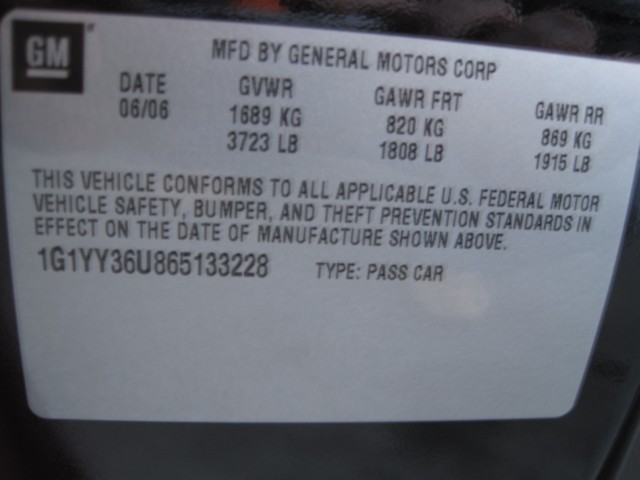 GM
MFD BY GENERAL MOTORS CORP
DATE GVWR GAWR FRT GAWR RR
06/06 1689 KG 820 KG 869 KG
3723 LB 1808 LB 1915 LB
THIS VEHICLE CONFORMS TO ALL APPLICABLE U.S. FEDERAL MOTOR
VEHICLE SAFETY, BUMPER, AND THEFT PREVENTION STANDARDS IN
EFFECT ON THE DATE OF MANUFACTURE SHOWN ABOVE.
1G1YY36U865133228 TYPE: PASS CAR